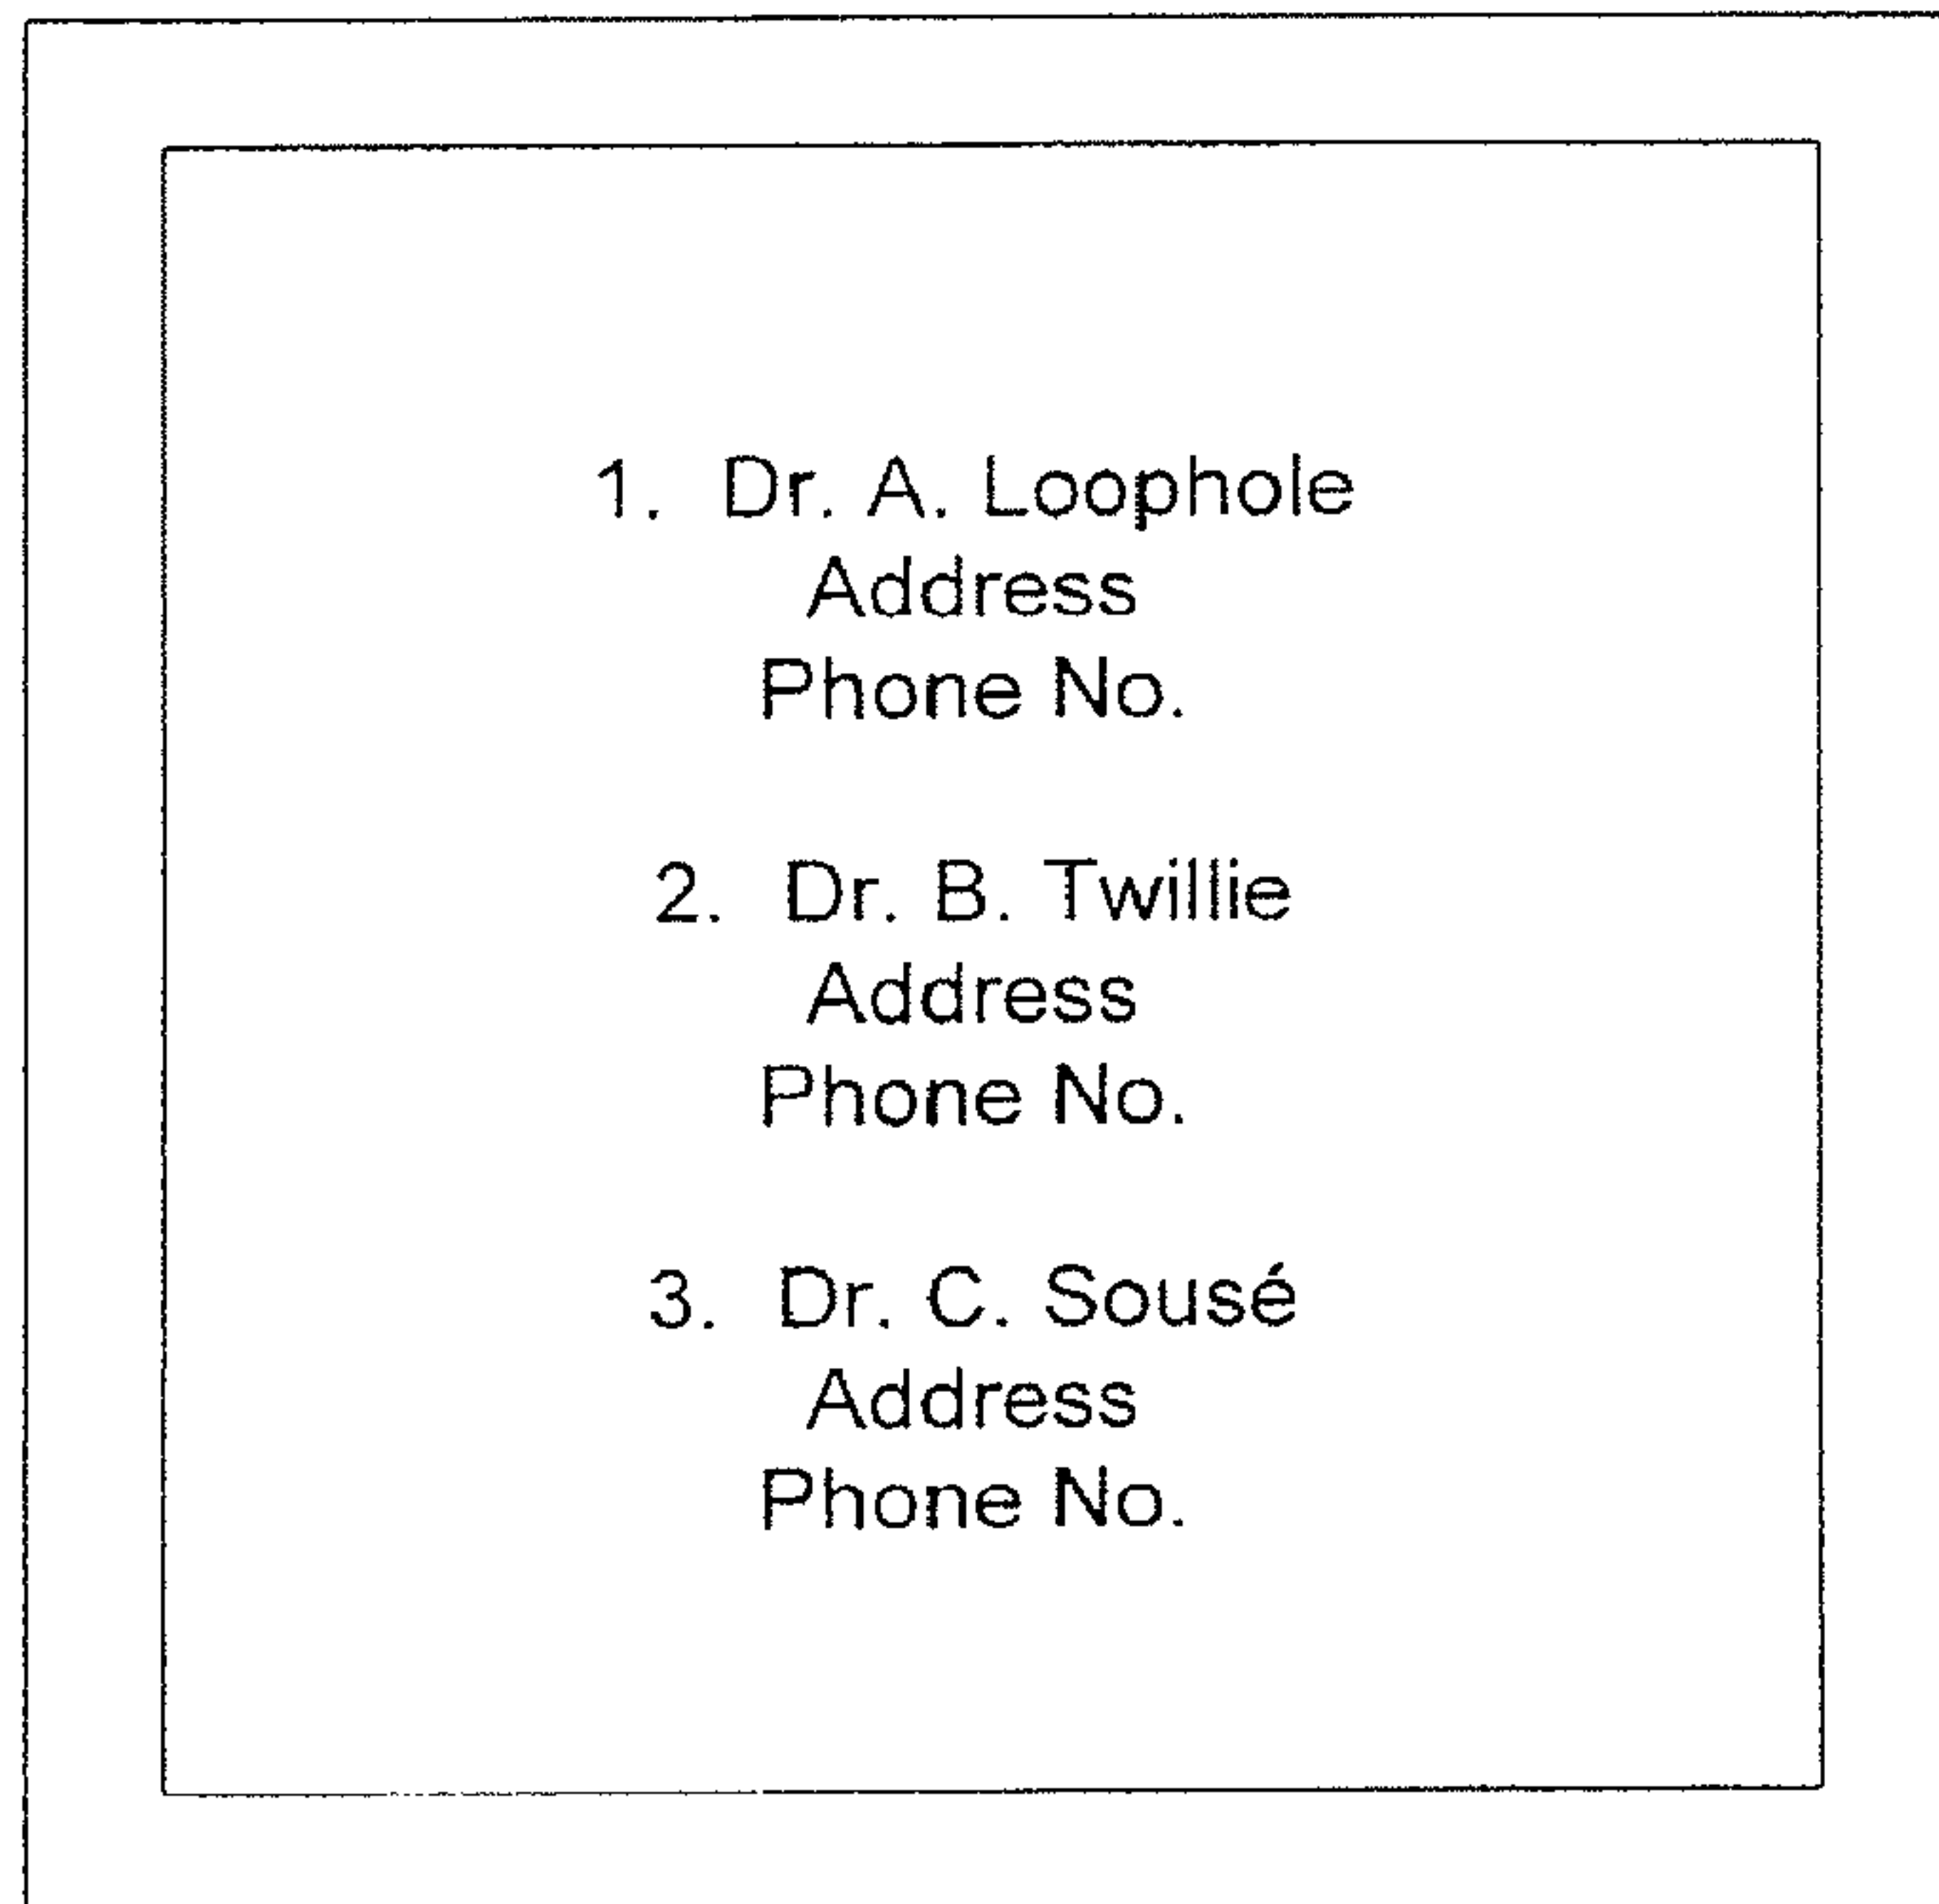 1. Dr. A. Loophole
Address
Phone No.
2. Dr. B. Twillie
Address
Phone No.
3. Dr. C. Sousé
Address
Phone No.